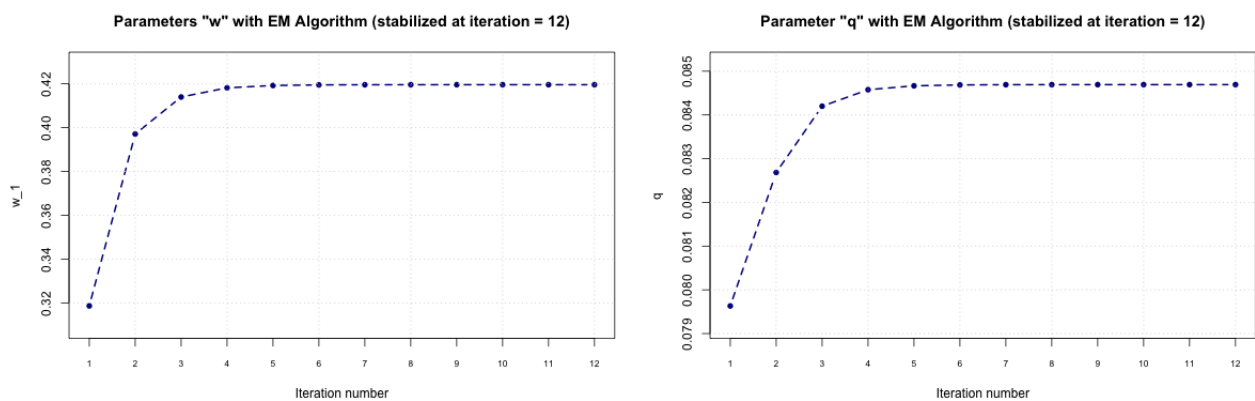 Parameters "w" with EM Algorithm (stabilized at iteration = 12)
w_1
0.42
0.40
0.38
0.36
0.34
0.32
1 2 3 4 5 6 7 8 9 10 11 12
Iteration number
Parameter "q" with EM Algorithm (stabilized at iteration = 12)
q
0.085
0.084
0.083
0.082
0.081
0.080
0.079
1 2 3 4 5 6 7 8 9 10 11 12
Iteration number